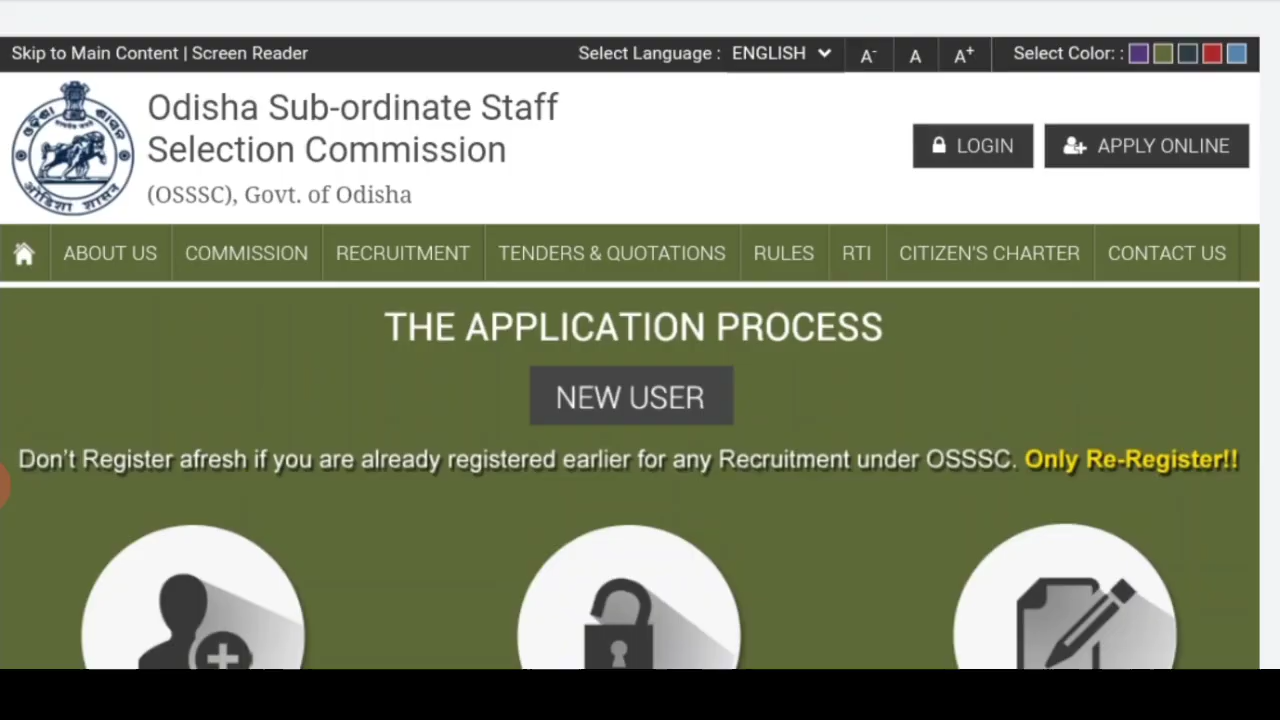 Skip to Main Content | Screen Reader
Select Language : ENGLISH
A-
A
A+
Select Color: :
Odisha Sub-ordinate Staff
Selection Commission
(OSSSC), Govt. of Odisha
LOGIN
APPLY ONLINE
ABOUT US
COMMISSION
RECRUITMENT
TENDERS & QUOTATIONS
RULES
RTI
CITIZEN'S CHARTER
CONTACT US
THE APPLICATION PROCESS
NEW USER
Don't Register afresh if you are already registered earlier for any Recruitment under OSSSC. Only Re-Register!!